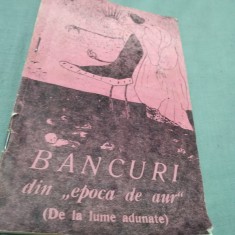 BANCURI
din „epoca de aur“
(De la lume adunate)